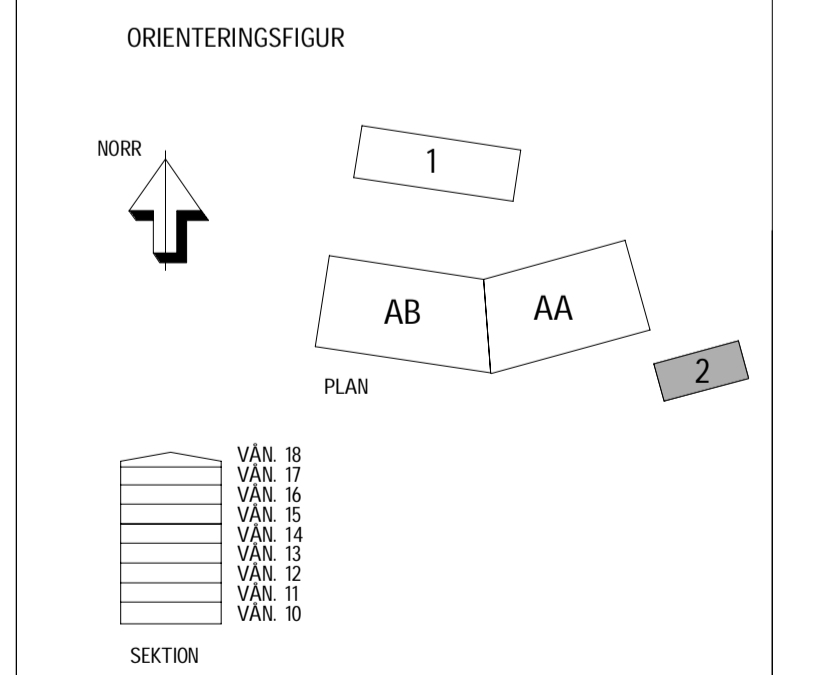 ORIENTERINGSFIGUR
NORR
1
AB
AA
2
PLAN
VÅN. 18
VÅN. 17
VÅN. 16
VÅN. 15
VÅN. 14
VÅN. 13
VÅN. 12
VÅN. 11
VÅN. 10
SEKTION